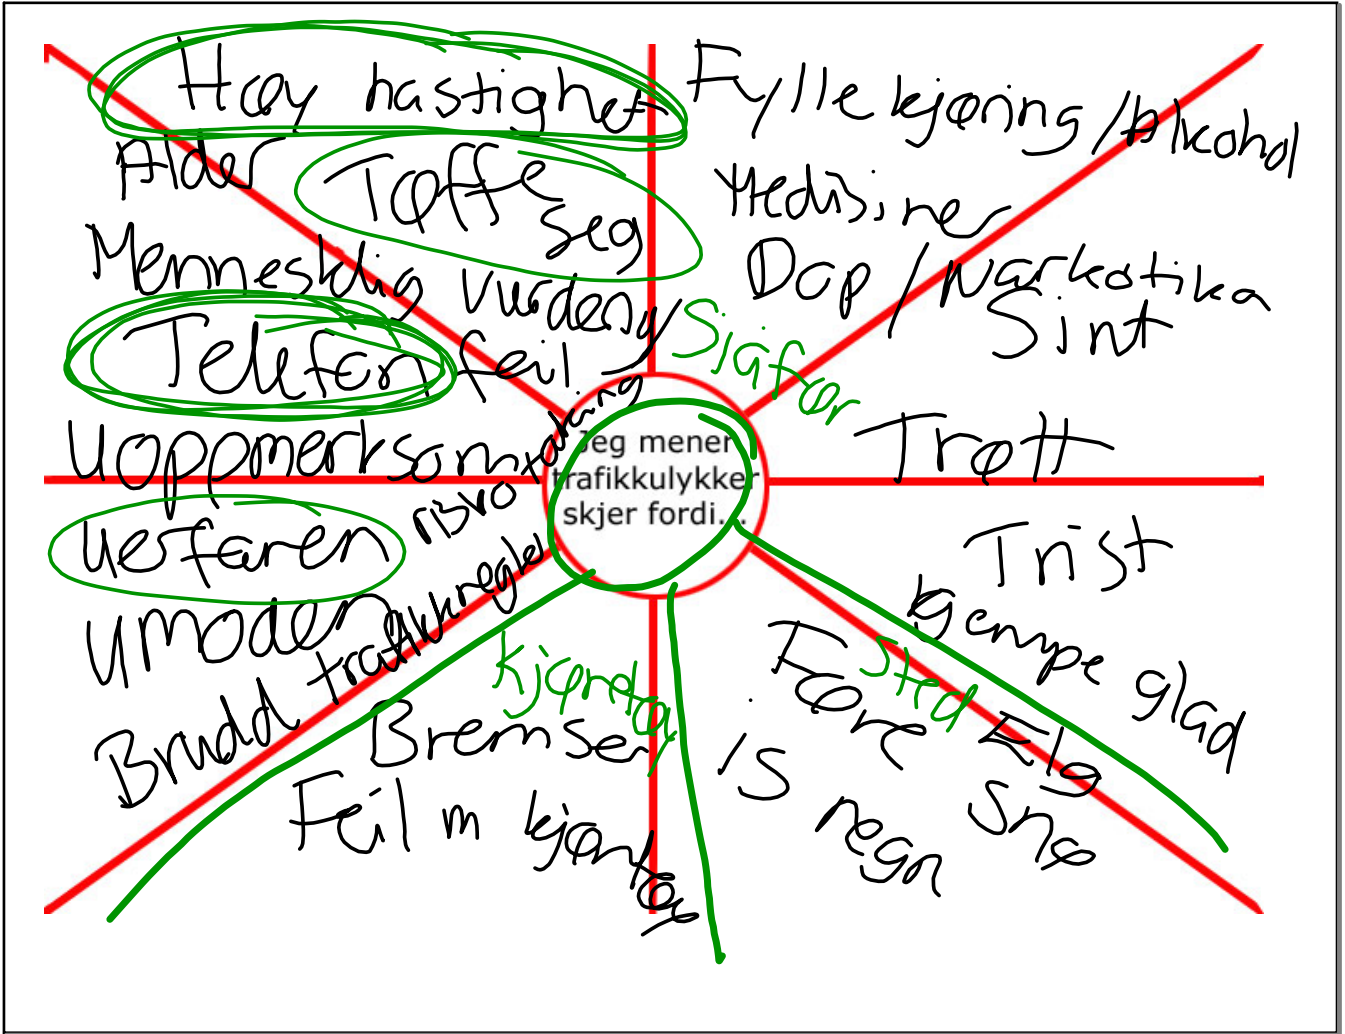 Høy hastighet
Fyllekjøring / Alkohol
Alder
Tøffe seg
Medisiner
Menneskelig vurdering/
feil
Dop / Narkotika
Sint
Telefon
Sjåfør
Uoppmerksom
Trøtt
Jeg mener
trafikkulykker
skjer fordi...
Uerfaren
Trist
Kjempe glad
Umoden
Brudd trafikkregler
Kjøretøy
Bremser
Feil m kjøretøy
Sted
Føre
Elg
is
Snø
regn